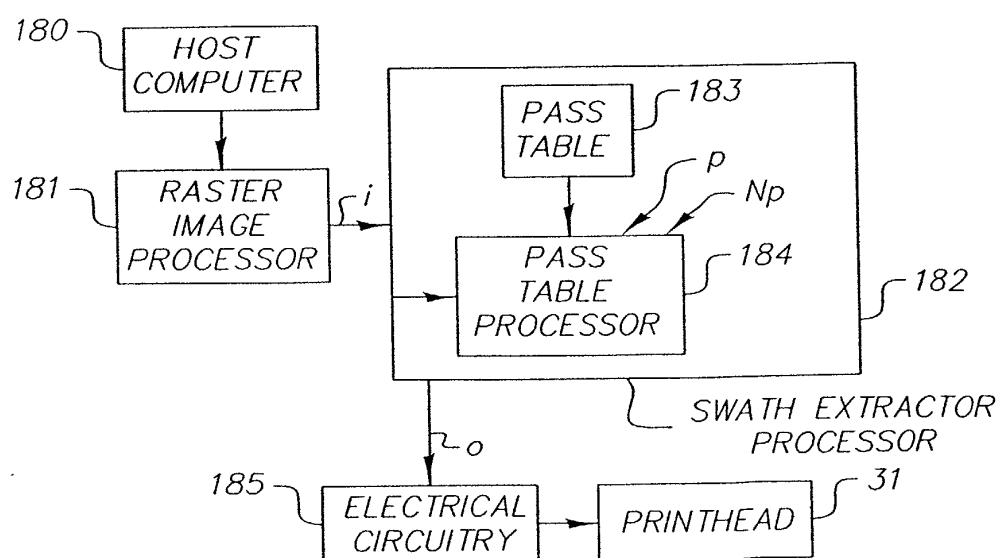 180
HOST
COMPUTER
181
RASTER
IMAGE
PROCESSOR
i
PASS
TABLE
183
p
Np
PASS
TABLE
PROCESSOR
184
182
SWATH EXTRACTOR
PROCESSOR
o
185
ELECTRICAL
CIRCUITRY
PRINTHEAD
31